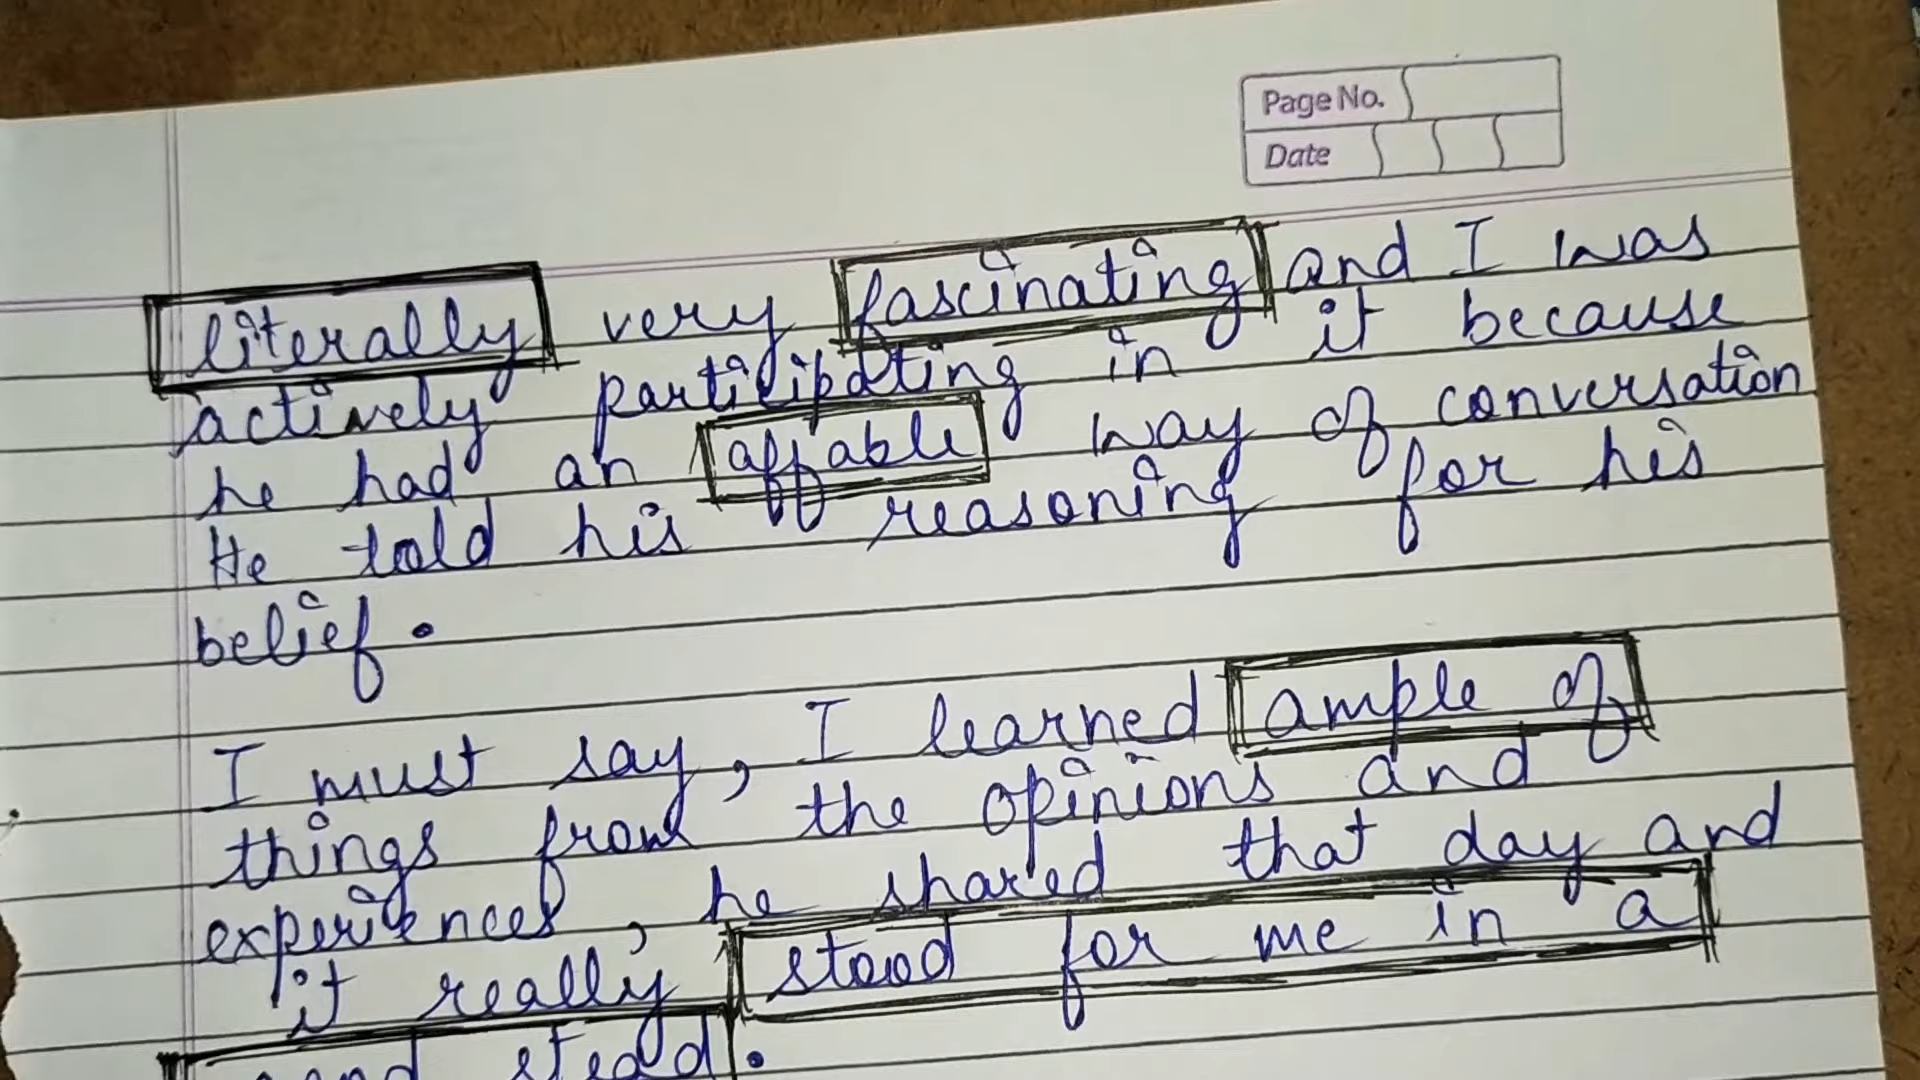 Page No.
Date
literally very fascinating and I was
actively participating in it because
he had an affable way of conversation
He told his reasoning for his
belief.
I must say, I learned ample of
things from the opinions and
experiences, he shared that day and
it really stood for me in a
stead.